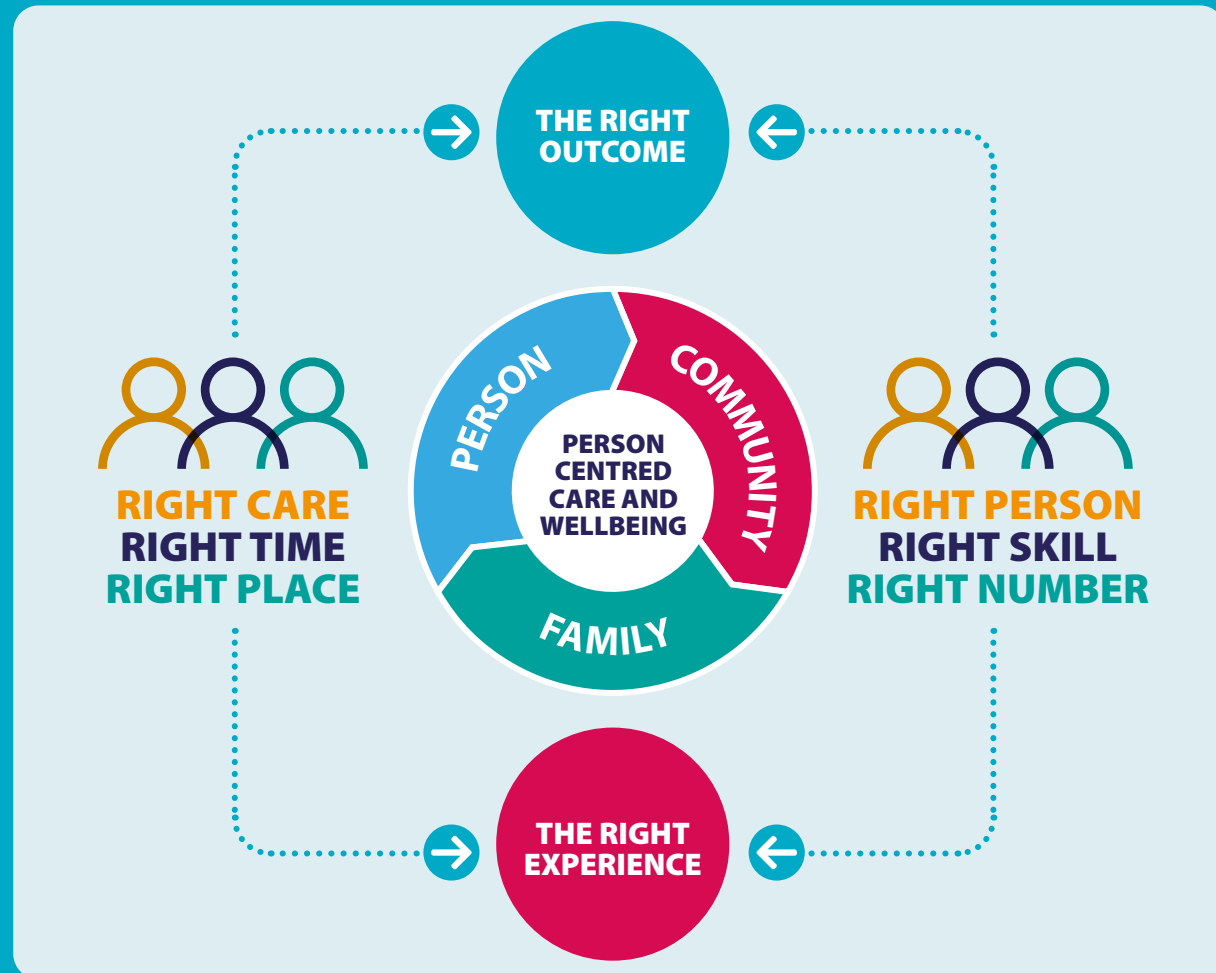 THE RIGHT
OUTCOME
PERSON
COMMUNITY
FAMILY
PERSON
CENTRED
CARE AND
WELLBEING
RIGHT CARE
RIGHT TIME
RIGHT PLACE
RIGHT PERSON
RIGHT SKILL
RIGHT NUMBER
THE RIGHT
EXPERIENCE